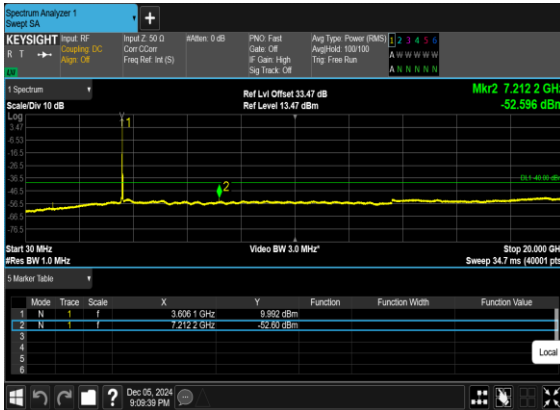 Spectrum Analyzer 1
Swept SA
+
KEYSIGHT Input: RF Input Z: 50 Ω #Atten: 0 dB PNO: Fast Avg Type: Power (RMS) 1 2 3 4 5 6
R T Coupling: DC Corr CCorr Gate: Off Avg|Hold: 100/100 A W W W W W
Align: Off Freq Ref: Int (S) IF Gain: High Trig: Free Run
Sig Track: Off A N N N N N
LXI
1 Spectrum Ref Lvl Offset 33.47 dB Mkr2 7.212 2 GHz
Scale/Div 10 dB Ref Level 13.47 dBm -52.596 dBm
Log
3.47
-6.53
-16.5
-26.5
-36.5
-46.5
-56.5
-66.5
-76.5
1
2
DL1 -40.00 dBm
Start 30 MHz Video BW 3.0 MHz* Stop 20.000 GHz
#Res BW 1.0 MHz Sweep 34.7 ms (40001 pts)
5 Marker Table
Mode Trace Scale X Y Function Function Width Function Value
1 N 1 f 3.606 1 GHz 9.992 dBm
2 N 1 f 7.212 2 GHz -52.60 dBm
3
4
5
6
Local
? Dec 05, 2024
9:09:39 PM